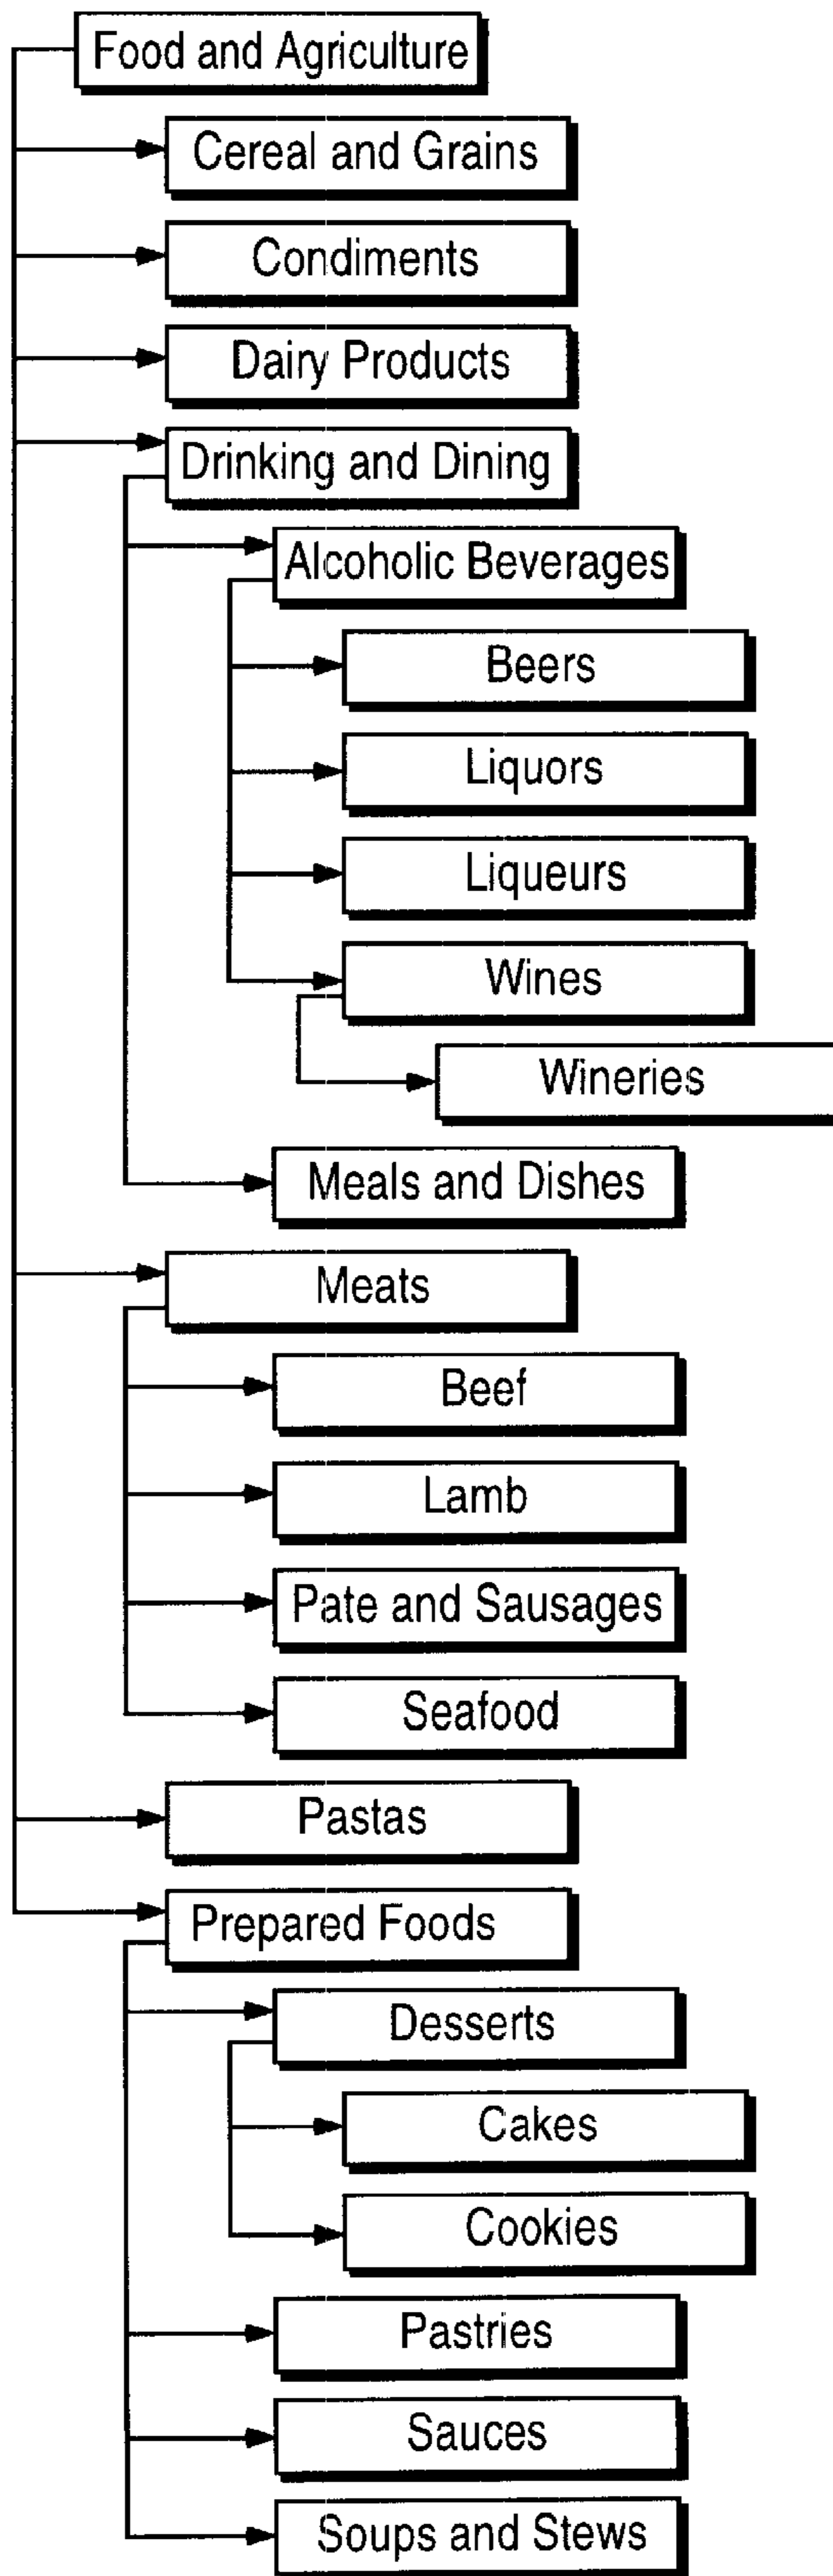 Food and Agriculture
Cereal and Grains
Condiments
Dairy Products
Drinking and Dining
Alcoholic Beverages
Beers
Liquors
Liqueurs
Wines
Wineries
Meals and Dishes
Meats
Beef
Lamb
Pate and Sausages
Seafood
Pastas
Prepared Foods
Desserts
Cakes
Cookies
Pastries
Sauces
Soups and Stews